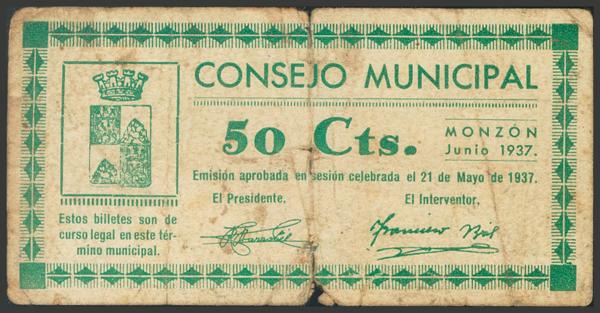 CONSEJO MUNICIPAL
50 Cts.
MONZÓN
Junio 1937.
Emisión aprobada en sesión celebrada el 21 de Mayo de 1937.
El Presidente.
El Interventor,
Francisco
Estos billetes son de
curso legal en este tér-
mino municipal.